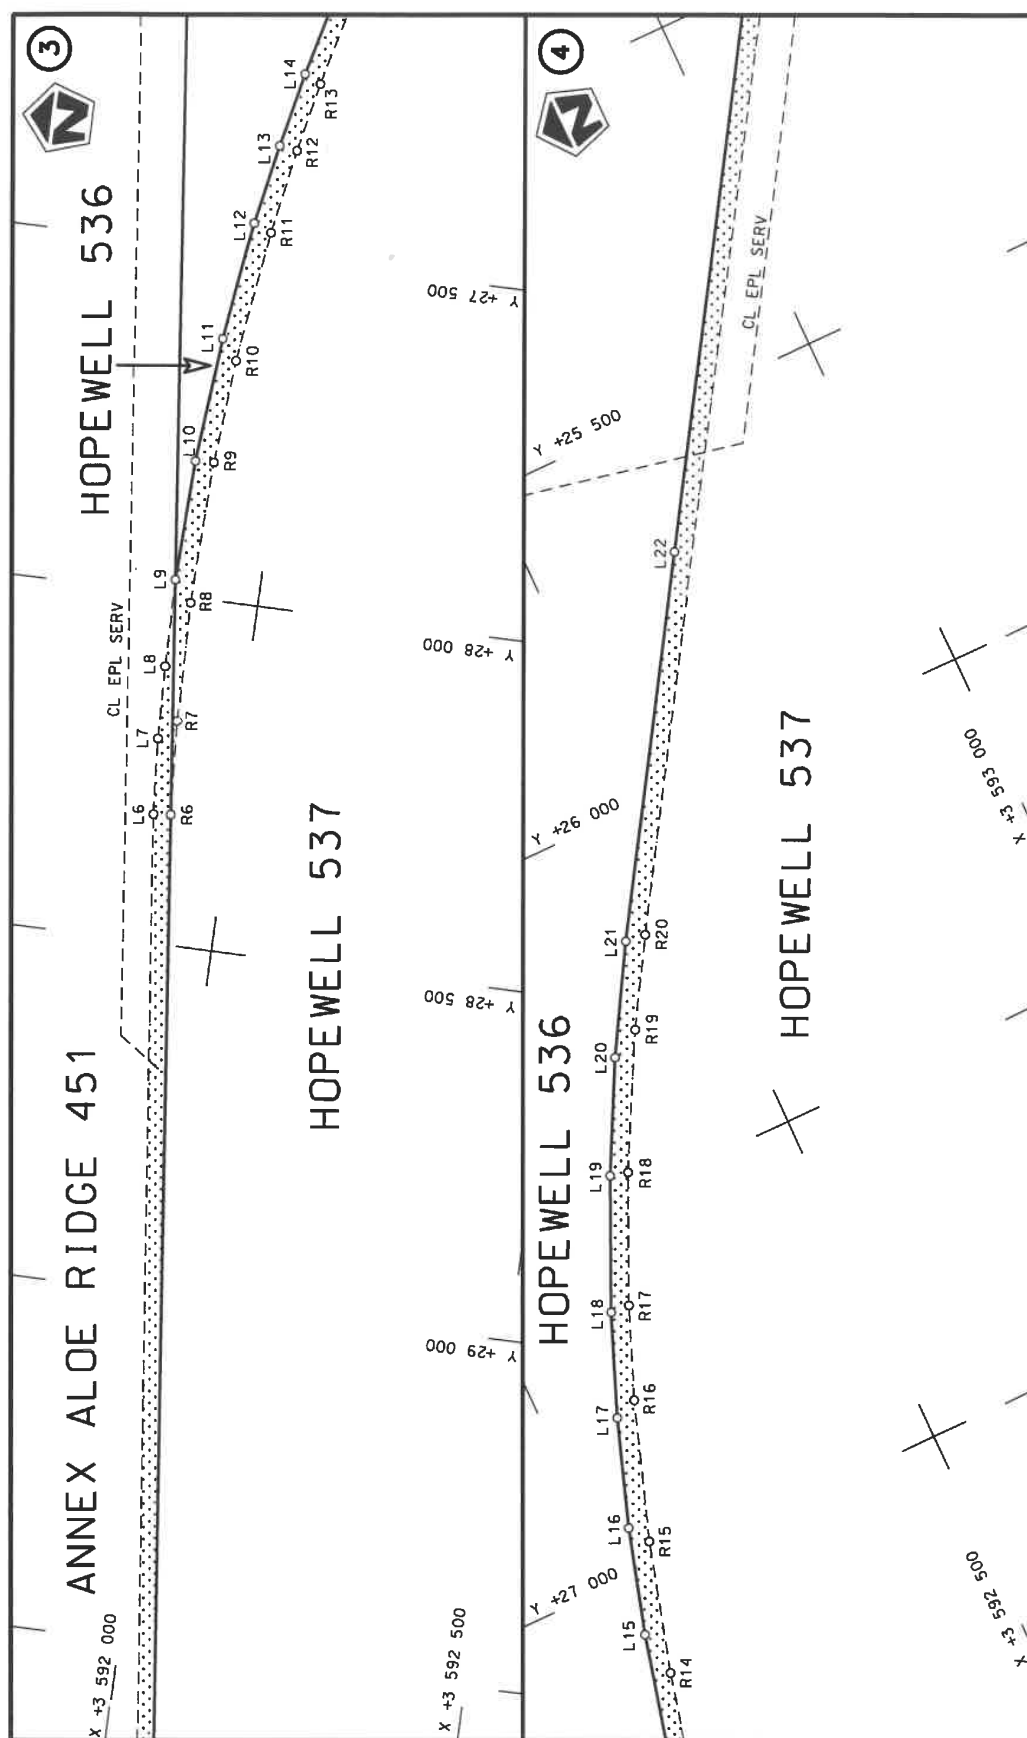 3
N
HOPEWELL 536
ANNEX ALOE RIDGE 451
CL EPL SERV
L6
L7
L8
L9
L10
L11
L12
L13
L14
R6
R7
R8
R9
R10
R11
R12
R13
HOPEWELL 537
X +3 592 000
X +3 592 500
Y +29 000
Y +28 500
Y +28 000
Y +27 500
4
N
HOPEWELL 536
Y +27 000
Y +26 000
Y +25 500
CL EPL SERV
L15
L16
L17
L18
L19
L20
L21
L22
R14
R15
R16
R17
R18
R19
R20
HOPEWELL 537
X +3 592 500
X +3 593 000